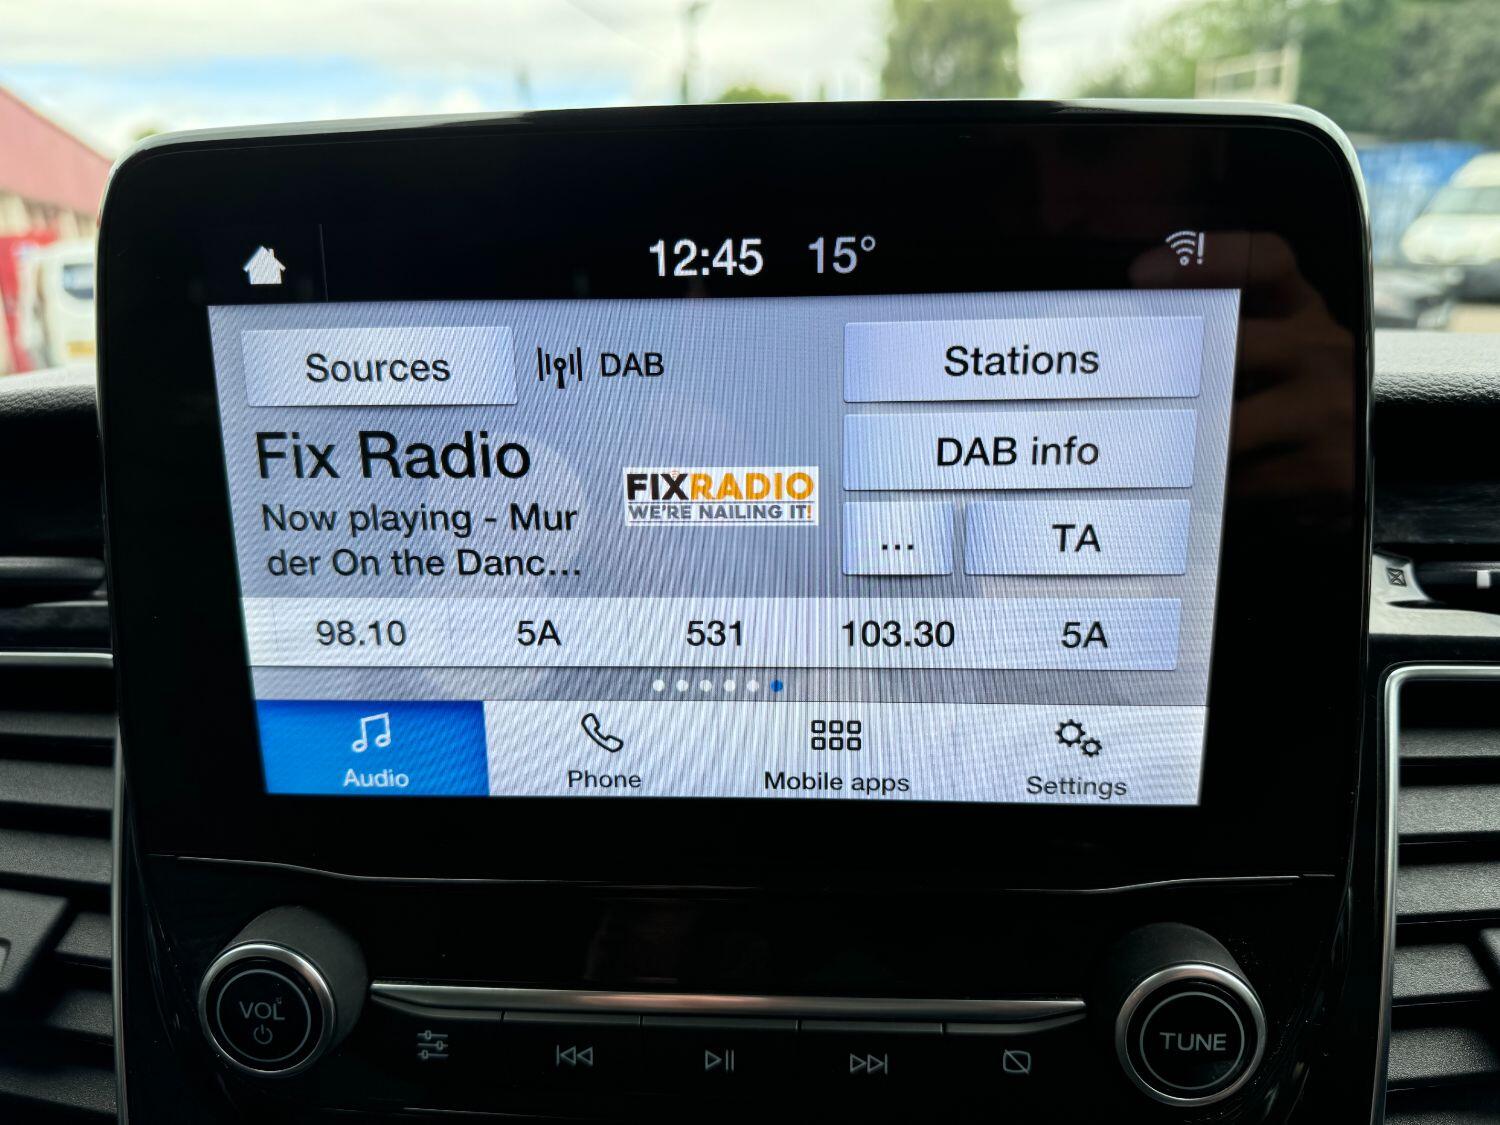 12:45 15°
Sources DAB Stations
Fix Radio
FIXRADIO
WE'RE NAILING IT!
DAB info
Now playing - Mur
der On the Danc...
... TA
98.10 5A 531 103.30 5A
Audio Phone Mobile apps Settings
VOL
TUNE